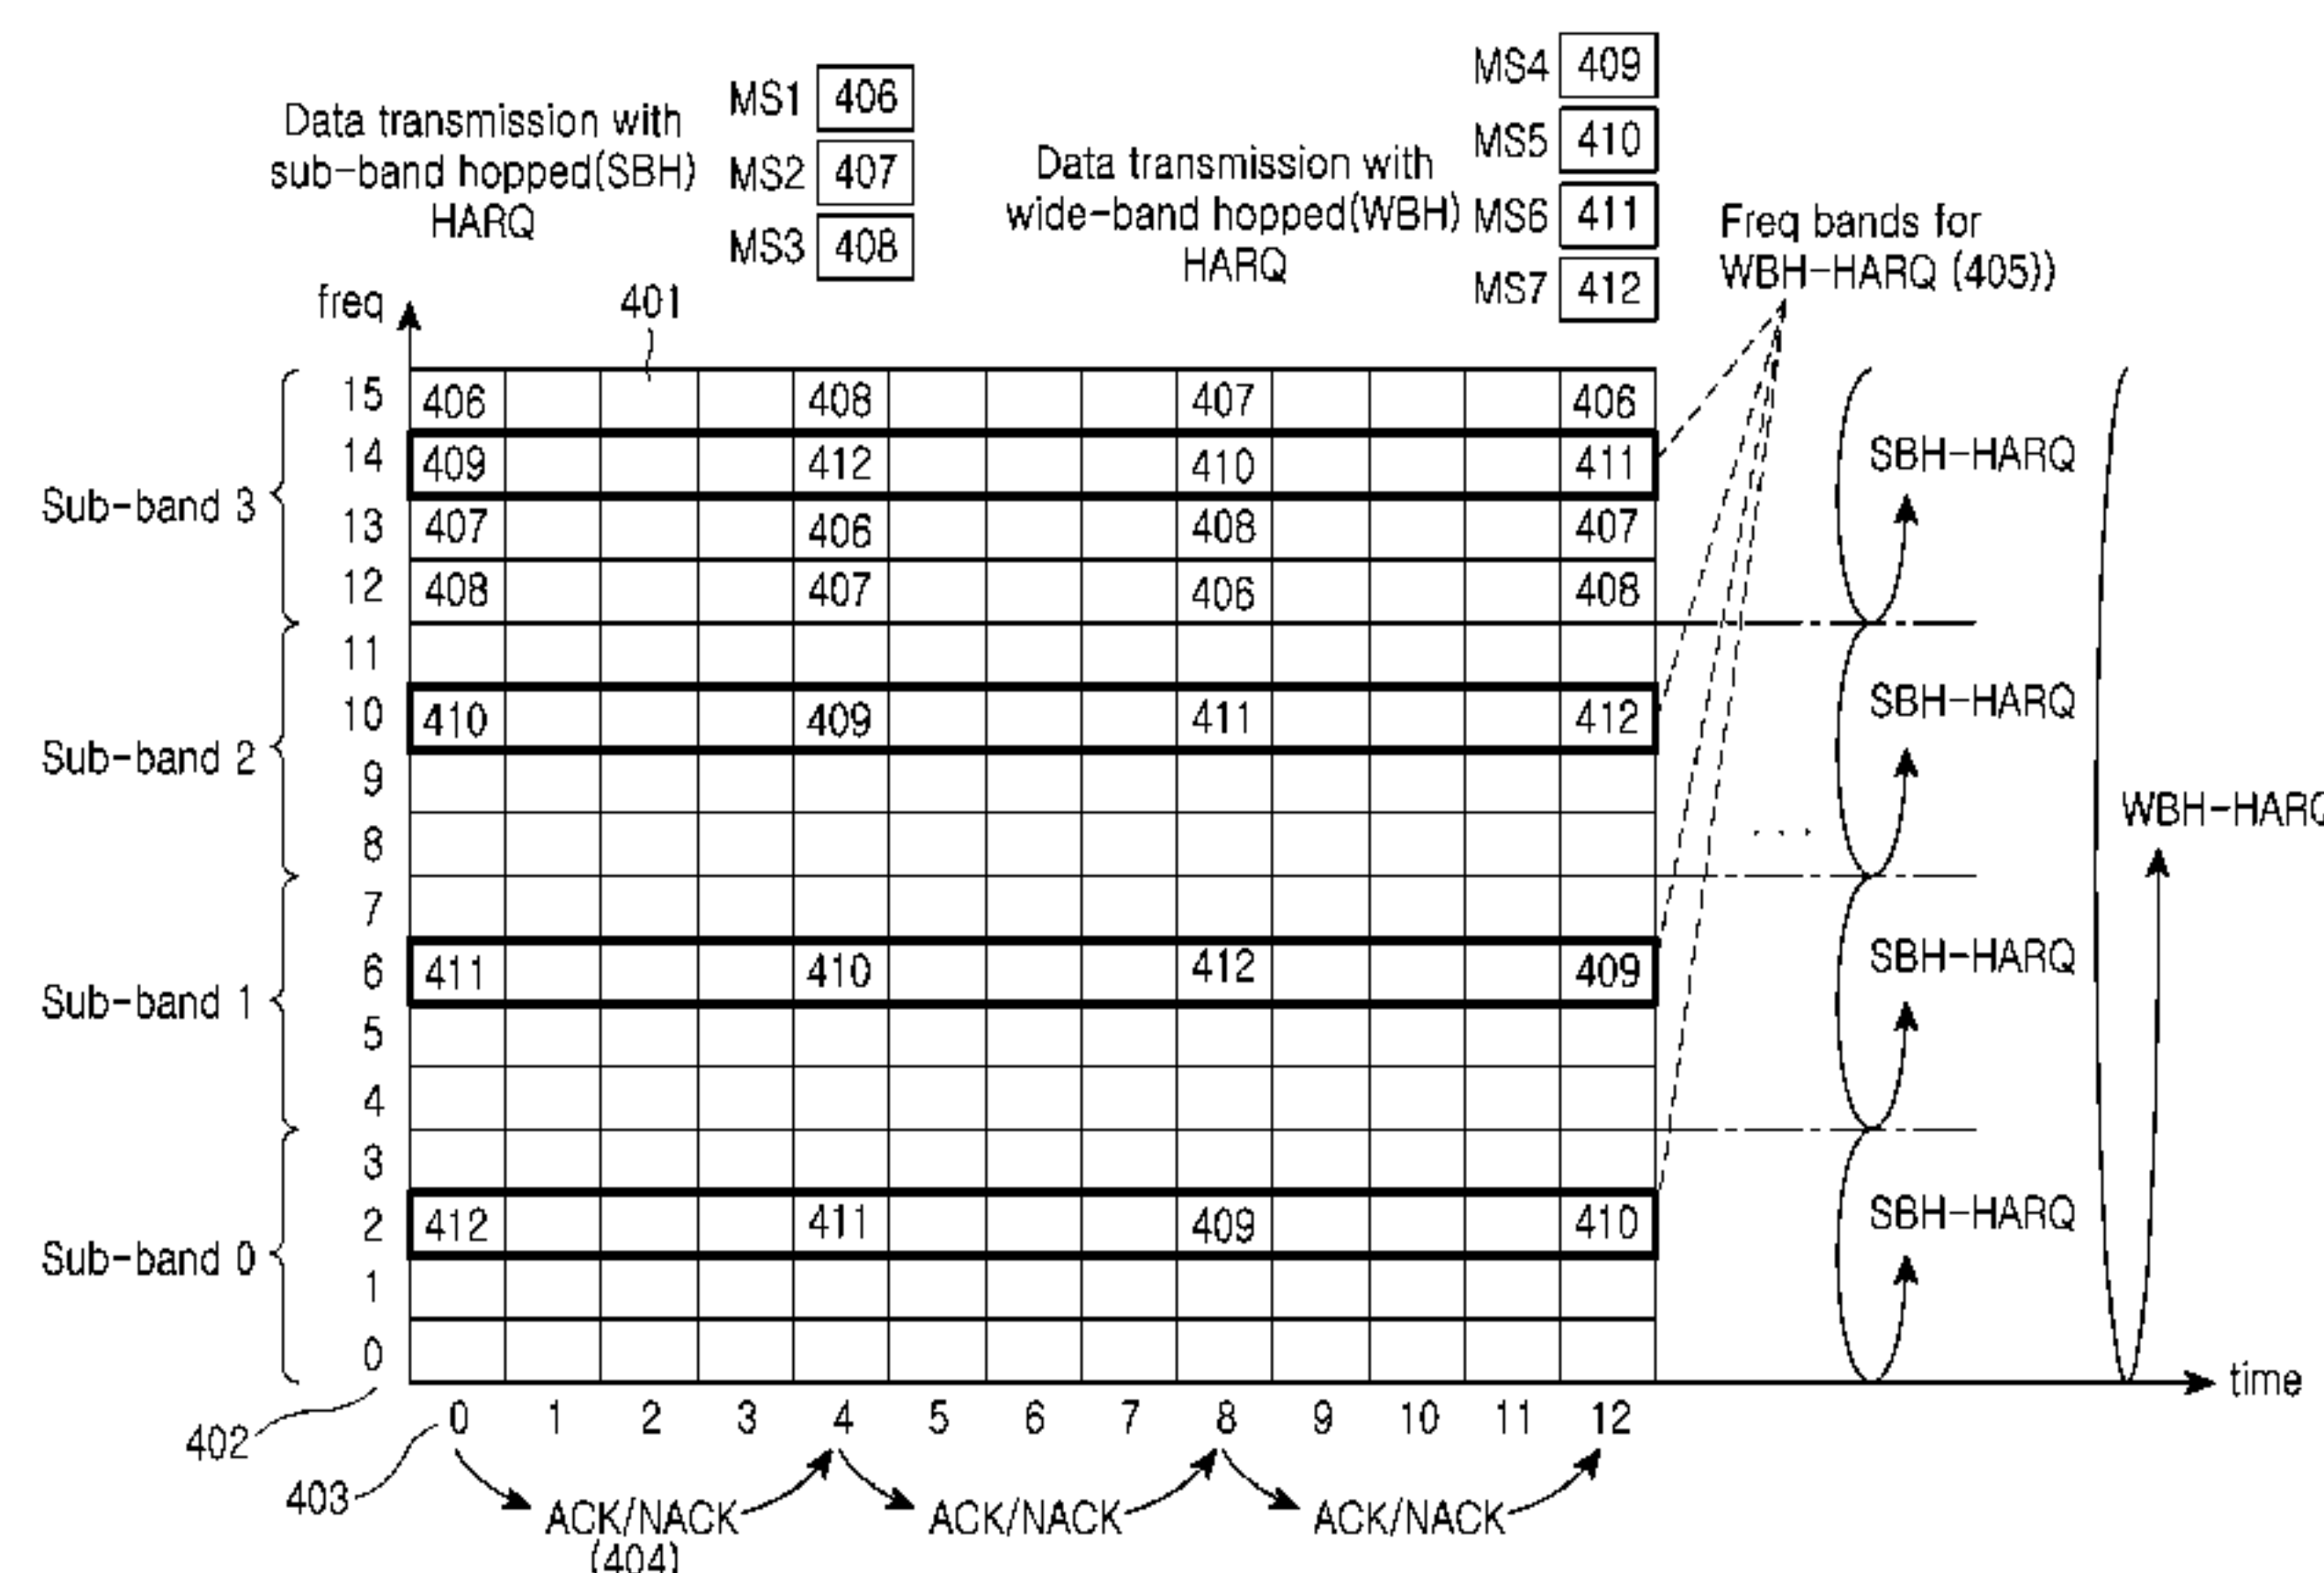 MS1 406
MS2 407
MS3 408
Data transmission with
sub-band hopped(SBH)
HARQ
MS4 409
MS5 410
MS6 411
MS7 412
Data transmission with
wide-band hopped(WBH)
HARQ
Freq bands for
WBH-HARQ (405))
freq
401
Sub-band 3
15 406 408 407 406
14 409 412 410 411
13 407 406 408 407
12 408 407 406 408
SBH-HARQ
Sub-band 2
11
10 410 409 411 412
9
8
SBH-HARQ
. . .
WBH-HARQ
Sub-band 1
7
6 411 410 412 409
5
4
SBH-HARQ
Sub-band 0
3
2 412 411 409 410
1
0
SBH-HARQ
time
402
403
0 1 2 3 4 5 6 7 8 9 10 11 12
ACK/NACK ACK/NACK ACK/NACK
(404)